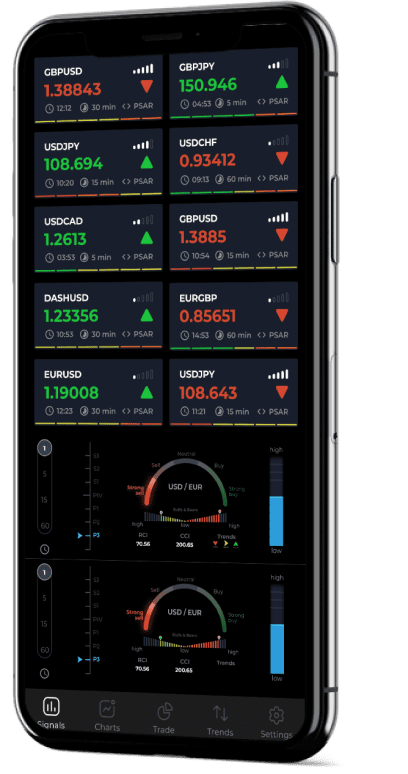 GBPUSD
1.38843
12:12 30 min <> PSAR
GBPJPY
150.946
04:53 5 min <> PSAR
USDJPY
108.694
10:20 15 min <> PSAR
USDCHF
0.93412
09:13 60 min <> PSAR
USDCAD
1.2613
03:53 5 min <> PSAR
GBPUSD
1.3885
10:54 15 min <> PSAR
DASHUSD
1.23356
10:53 30 min <> PSAR
EURGBP
0.85651
14:53 60 min <> PSAR
EURUSD
1.19008
12:23 30 min <> PSAR
USDJPY
108.643
11:21 15 min <> PSAR
1
5
15
60
S3
S2
S1
P1
P2
P3
Neutral
Sell
Buy
Strong
sell
Strong
buy
USD / EUR
Bulls & Bears
high
low
high
RCI
CCI
Trends
70.56
200.65
high
low
1
5
15
60
S3
S2
S1
P1
P2
P3
Neutral
Sell
Buy
Strong
sell
Strong
buy
USD / EUR
Bulls & Bears
high
low
high
RCI
CCI
Trends
70.56
200.65
high
low
Signals
Charts
Trade
Trends
Settings